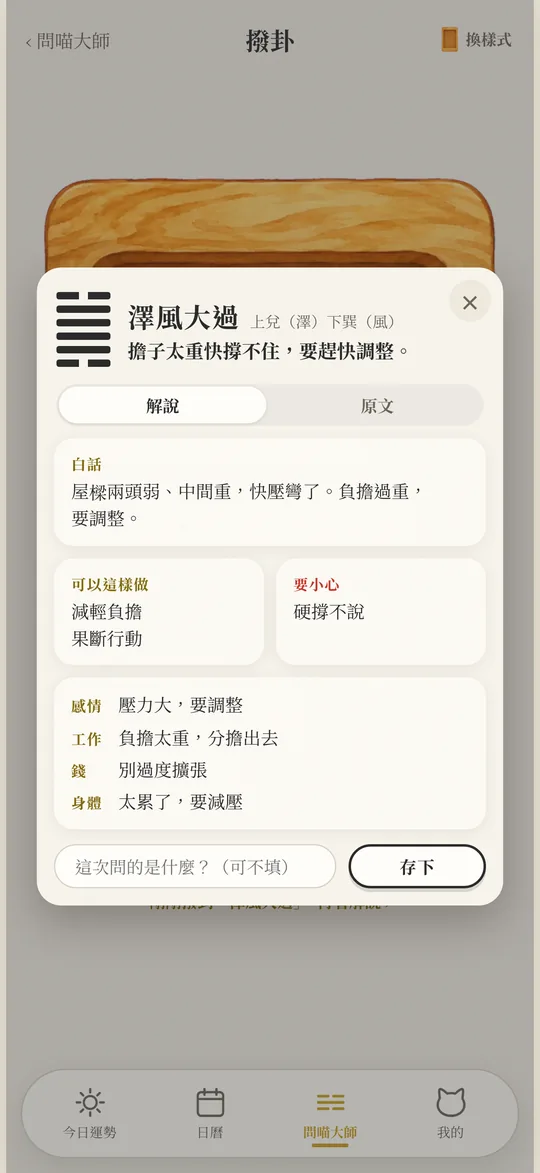 ‹ 問喵大師
撥卦
換樣式
澤風大過 上兌（澤）下巽（風）
擔子太重快撐不住，要趕快調整。
解說
原文
白話
屋樑兩頭弱、中間重，快壓彎了。負擔過重，
要調整。
可以這樣做
減輕負擔
果斷行動
要小心
硬撐不說
感情 壓力大，要調整
工作 負擔太重，分擔出去
錢 別過度擴張
身體 太累了，要減壓
這次問的是什麼？（可不填）
存下
今日運勢
日曆
問喵大師
我的